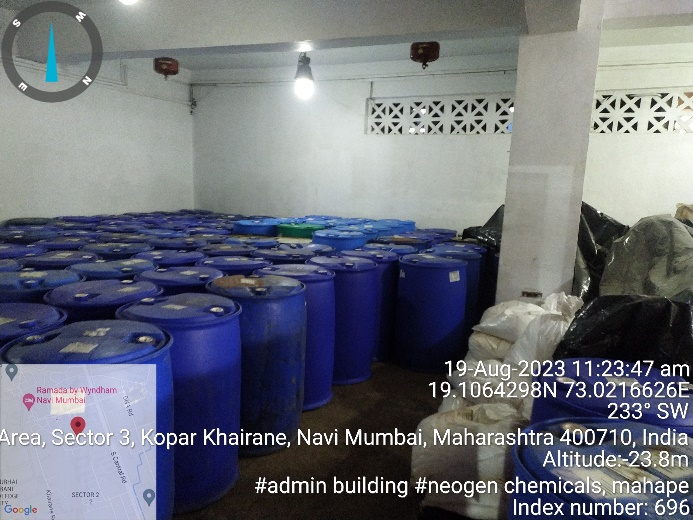 S
W
E
N
19-Aug-2023 11:23:47 am
19.1064298N 73.0216626E
233° SW
Area, Sector 3, Kopar Khairane, Navi Mumbai, Maharashtra 400710, India
Altitude:-23.8m
#admin building #neogen chemicals, mahape
Index number: 696
Ramada by Wyndham
Navi Mumbai
SECTOR 2
Google